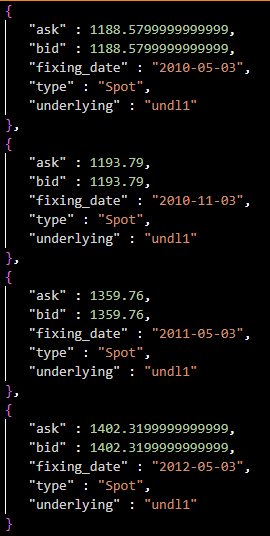 {
"ask" : 1188.5799999999999,
"bid" : 1188.5799999999999,
"fixing_date" : "2010-05-03",
"type" : "Spot",
"underlying" : "undl1"
},
{
"ask" : 1193.79,
"bid" : 1193.79,
"fixing_date" : "2010-11-03",
"type" : "Spot",
"underlying" : "undl1"
},
{
"ask" : 1359.76,
"bid" : 1359.76,
"fixing_date" : "2011-05-03",
"type" : "Spot",
"underlying" : "undl1"
},
{
"ask" : 1402.3199999999999,
"bid" : 1402.3199999999999,
"fixing_date" : "2012-05-03",
"type" : "Spot",
"underlying" : "undl1"
}